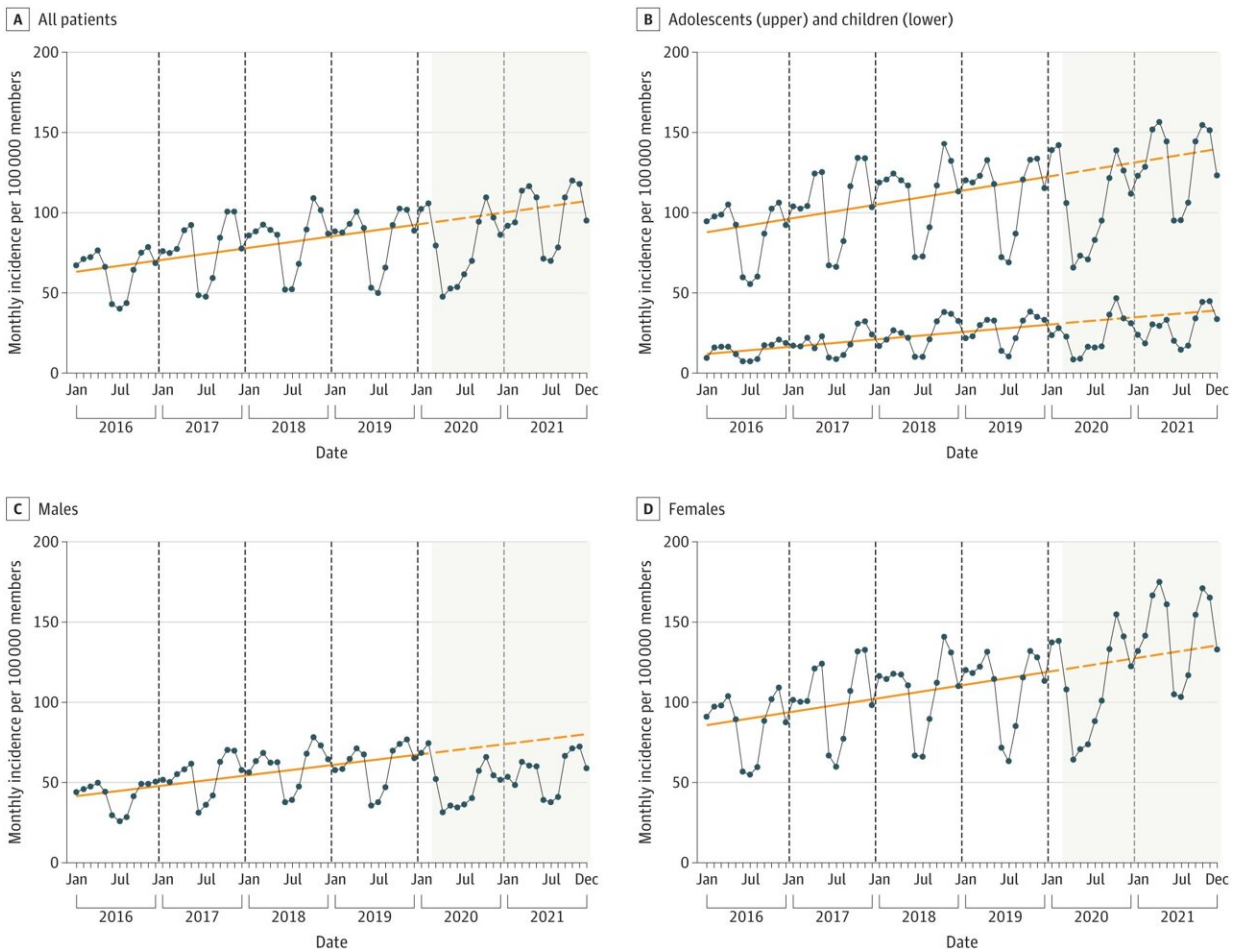 A All patients
Monthly incidence per 100 000 members
200
150
100
50
0
Jan Jul Jan Jul Jan Jul Jan Jul Jan Jul Jan Jul Dec
2016 2017 2018 2019 2020 2021
Date
B Adolescents (upper) and children (lower)
Monthly incidence per 100 000 members
200
150
100
50
0
Jan Jul Jan Jul Jan Jul Jan Jul Jan Jul Jan Jul Dec
2016 2017 2018 2019 2020 2021
Date
C Males
Monthly incidence per 100 000 members
200
150
100
50
0
Jan Jul Jan Jul Jan Jul Jan Jul Jan Jul Jan Jul Dec
2016 2017 2018 2019 2020 2021
Date
D Females
Monthly incidence per 100 000 members
200
150
100
50
0
Jan Jul Jan Jul Jan Jul Jan Jul Jan Jul Jan Jul Dec
2016 2017 2018 2019 2020 2021
Date